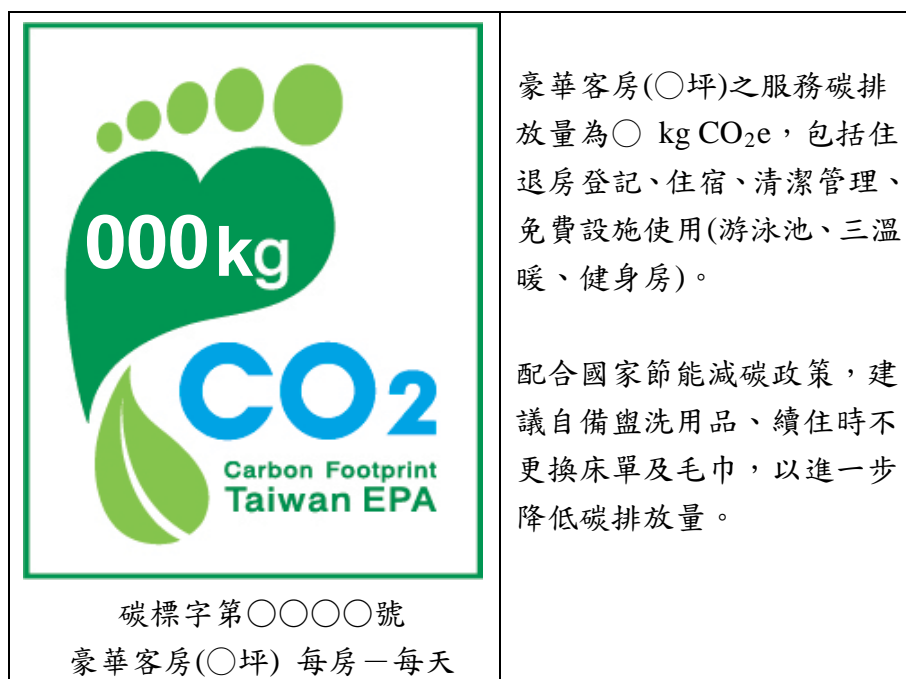 000kg
CO2
Carbon Footprint
Taiwan EPA
碳標字第○○○○號
豪華客房(○坪) 每房－每天
豪華客房(○坪)之服務碳排
放量為○ kg CO₂e，包括住
退房登記、住宿、清潔管理、
免費設施使用(游泳池、三溫
暖、健身房)。
配合國家節能減碳政策，建
議自備盥洗用品、續住時不
更換床單及毛巾，以進一步
降低碳排放量。